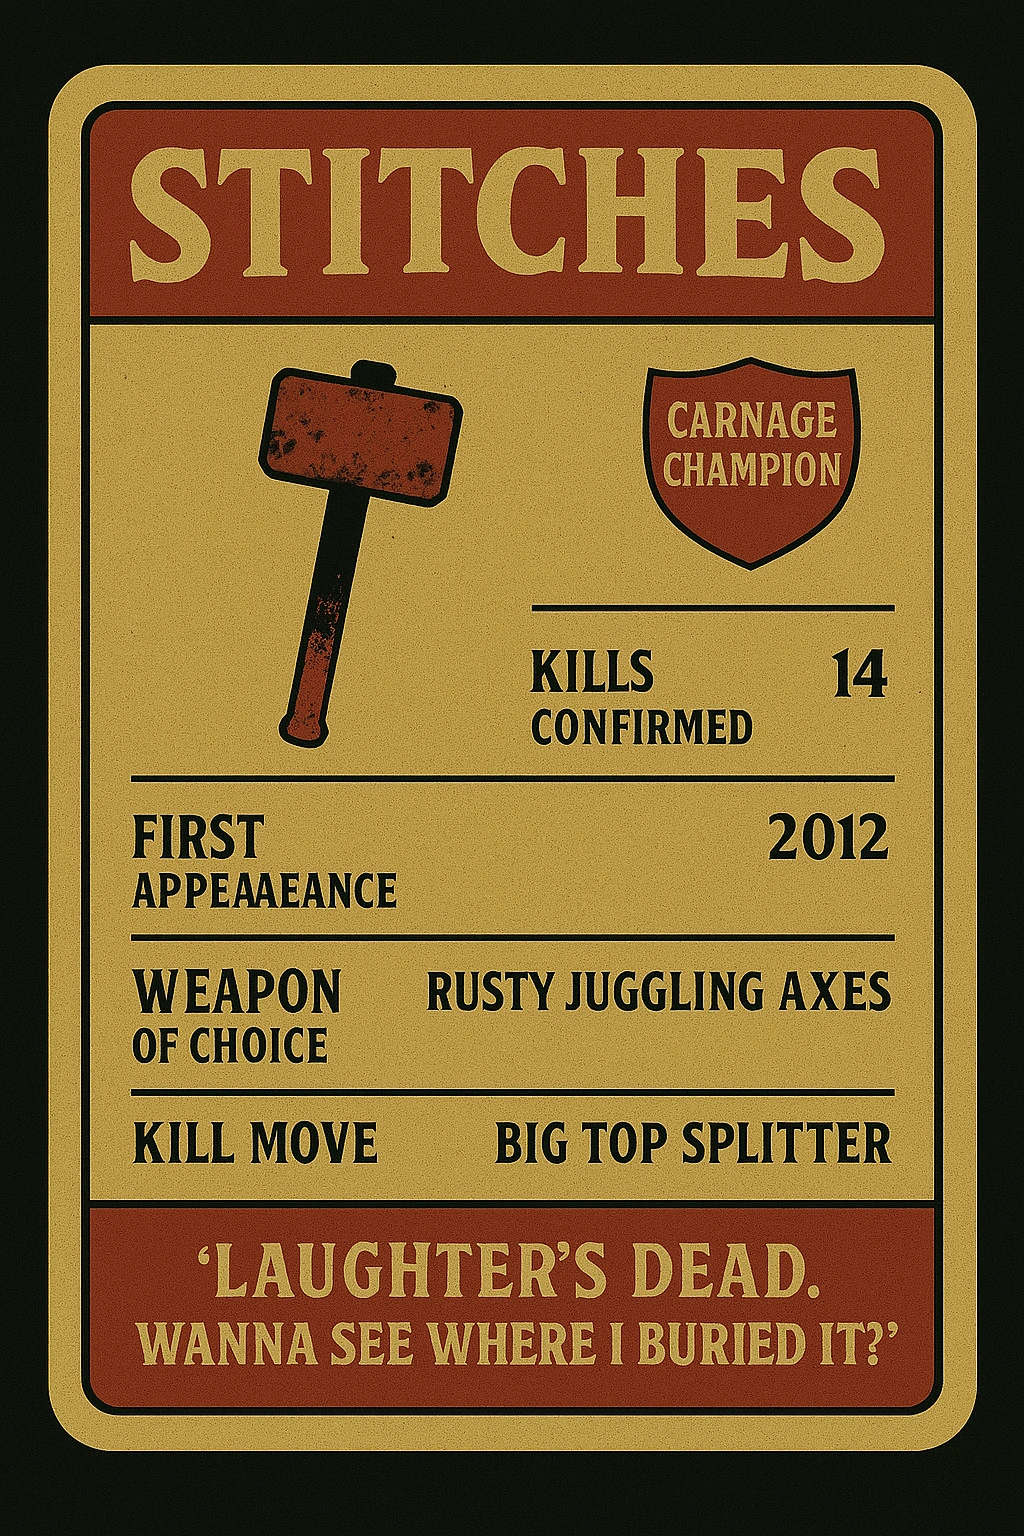 STITCHES
CARNAGE
CHAMPION
KILLS 14
CONFIRMED
FIRST 2012
APPEAAEANCE
WEAPON RUSTY JUGGLING AXES
OF CHOICE
KILL MOVE BIG TOP SPLITTER
‘LAUGHTER’S DEAD.
WANNA SEE WHERE I BURIED IT?’